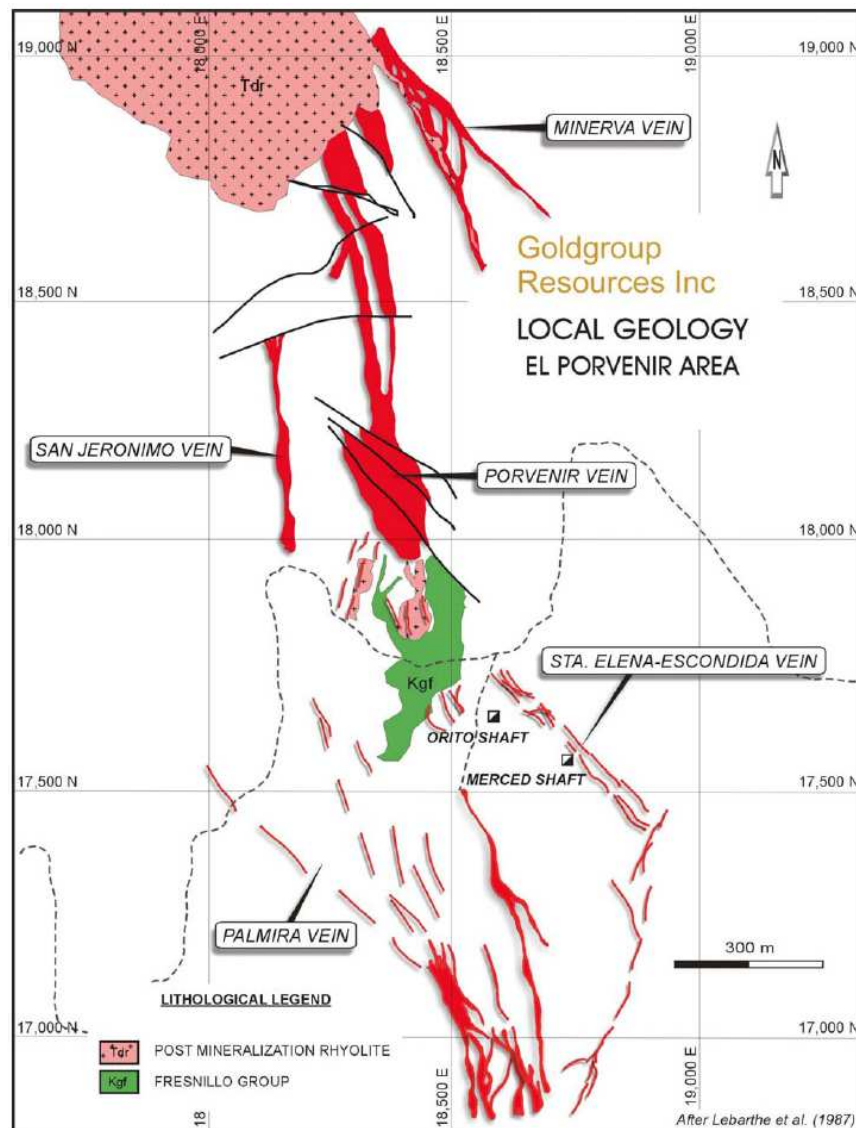 19,000 N
18,000 E
18,500 E
19,000 E
19,000 N
Tdr
MINERVA VEIN
N
Goldgroup
Resources Inc
18,500 N
18,500 N
LOCAL GEOLOGY
EL PORVENIR AREA
SAN JERONIMO VEIN
PORVENIR VEIN
18,000 N
18,000 N
STA. ELENA-ESCONDIDA VEIN
Kgf
ORITO SHAFT
MERCED SHAFT
17,500 N
17,500 N
PALMIRA VEIN
300 m
LITHOLOGICAL LEGEND
17,000 N
17,000 N
Tdr POST MINERALIZATION RHYOLITE
Kgf FRESNILLO GROUP
18
18,500 E
19,000 E
After Lebarthe et al. (1987)